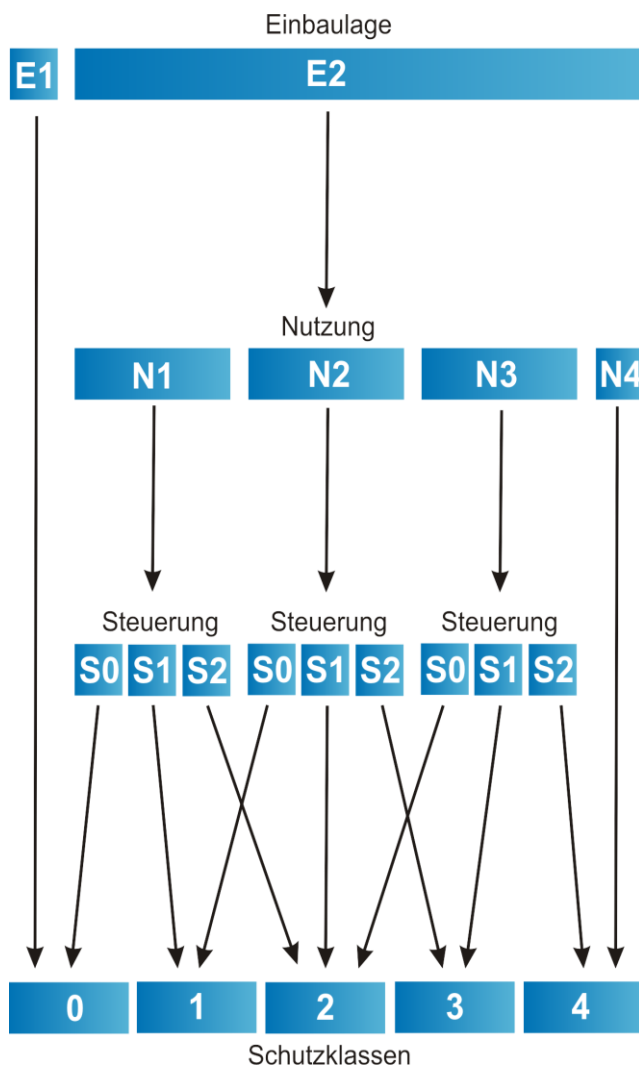 Einbaulage
E1 E2
Nutzung
N1 N2 N3 N4
Steuerung Steuerung Steuerung
S0 S1 S2 S0 S1 S2 S0 S1 S2
0 1 2 3 4
Schutzklassen